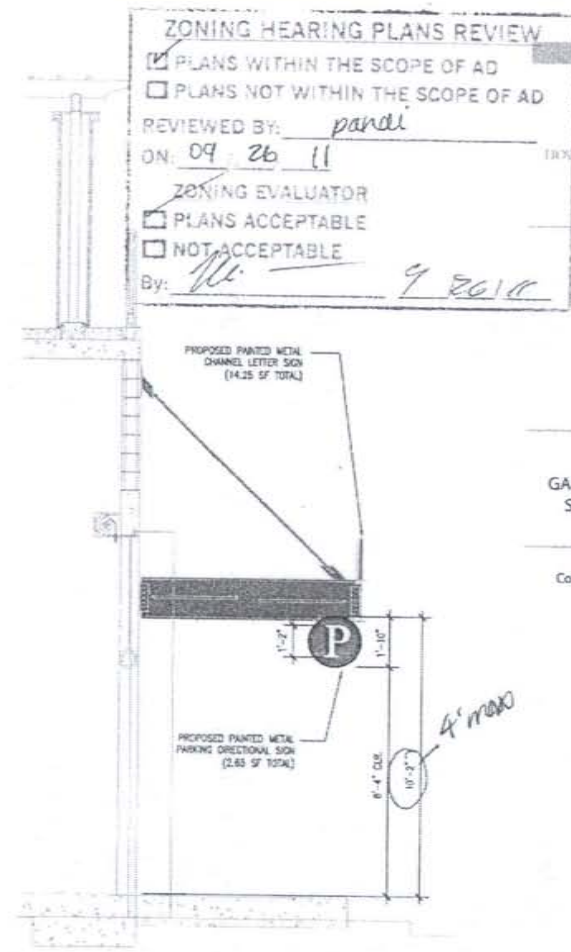 ZONING HEARING PLANS REVIEW
PLANS WITHIN THE SCOPE OF AD
PLANS NOT WITHIN THE SCOPE OF AD
REVIEWED BY: pandi
ON: 09 26 11
ZONING EVALUATOR
PLANS ACCEPTABLE
NOT ACCEPTABLE
By: 9 26 11
PROPOSED PAINTED METAL
CHANNEL LETTER SIGN
(14.25 SF TOTAL)
GA
S
Co
P
1'-2"
1'-10"
PROPOSED PAINTED METAL
PARKING DIRECTIONAL SIGN
(2.65 SF TOTAL)
8'-4" CLR.
10'-2"
4' max